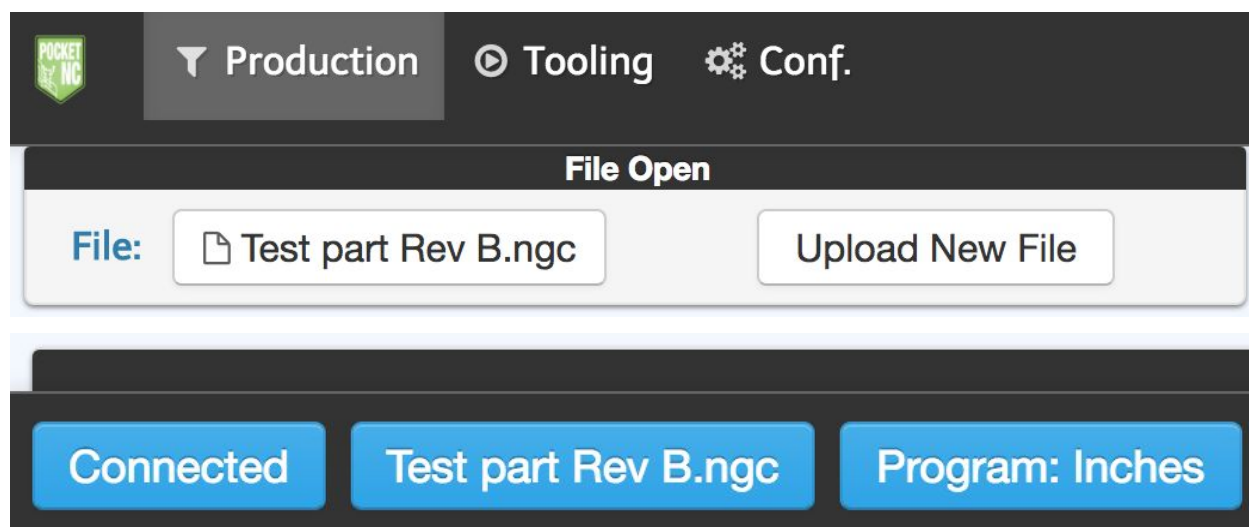 POCKET NC Production Tooling Conf.
File Open
File: Test part Rev B.ngc Upload New File
Connected Test part Rev B.ngc Program: Inches